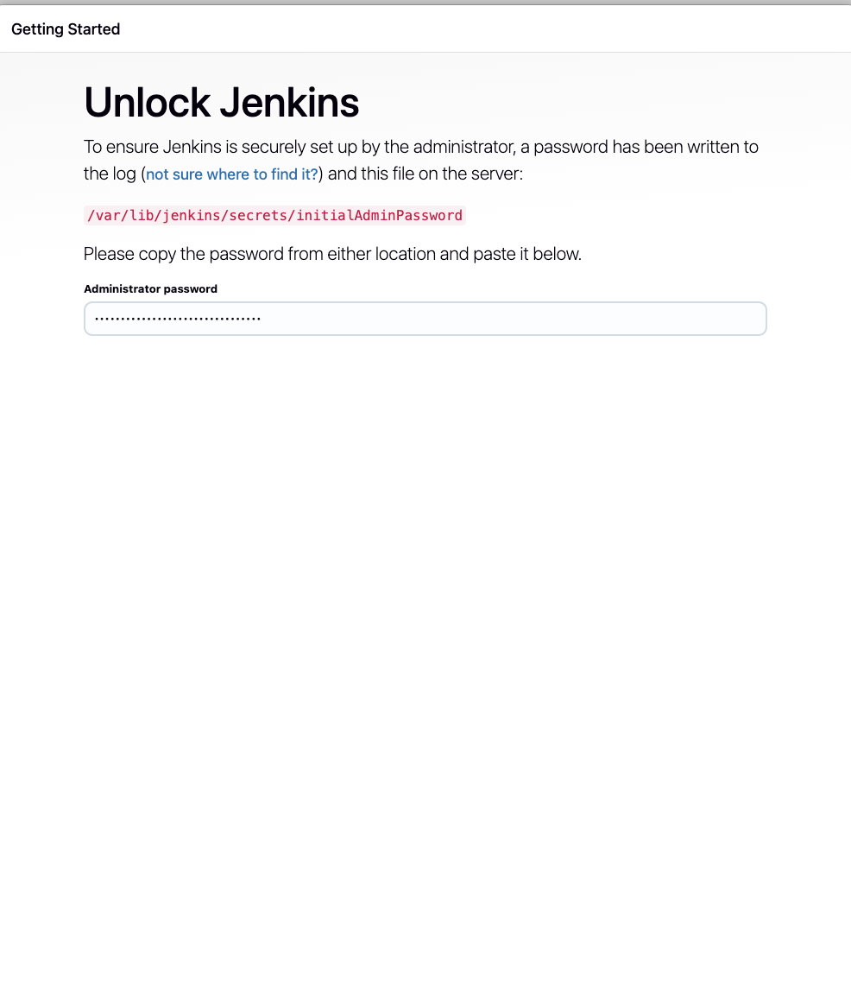 Getting Started
Unlock Jenkins
To ensure Jenkins is securely set up by the administrator, a password has been written to
the log (not sure where to find it?) and this file on the server:
/var/lib/jenkins/secrets/initialAdminPassword
Please copy the password from either location and paste it below.
Administrator password